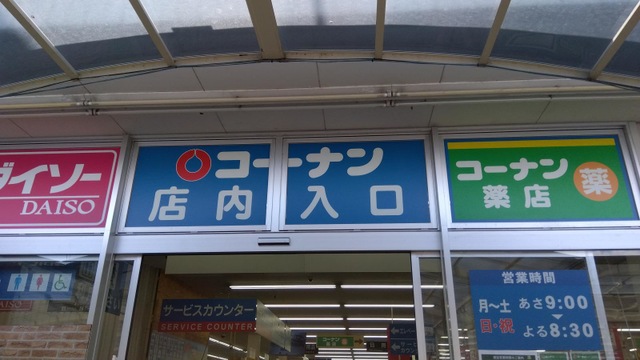 ダイソー
DAISO
コーナン
店内入口
コーナン
薬店
薬
営業時間
月〜土 あさ9:00
日・祝 よる8:30
サービスカウンター
SERVICE COUNTER
DAISO